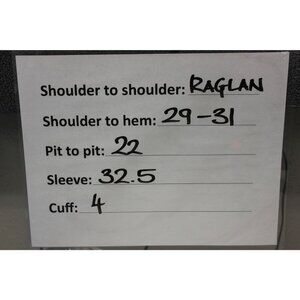 Shoulder to shoulder: RAGLAN
Shoulder to hem: 29-31
Pit to pit: 22
Sleeve: 32.5
Cuff: 4